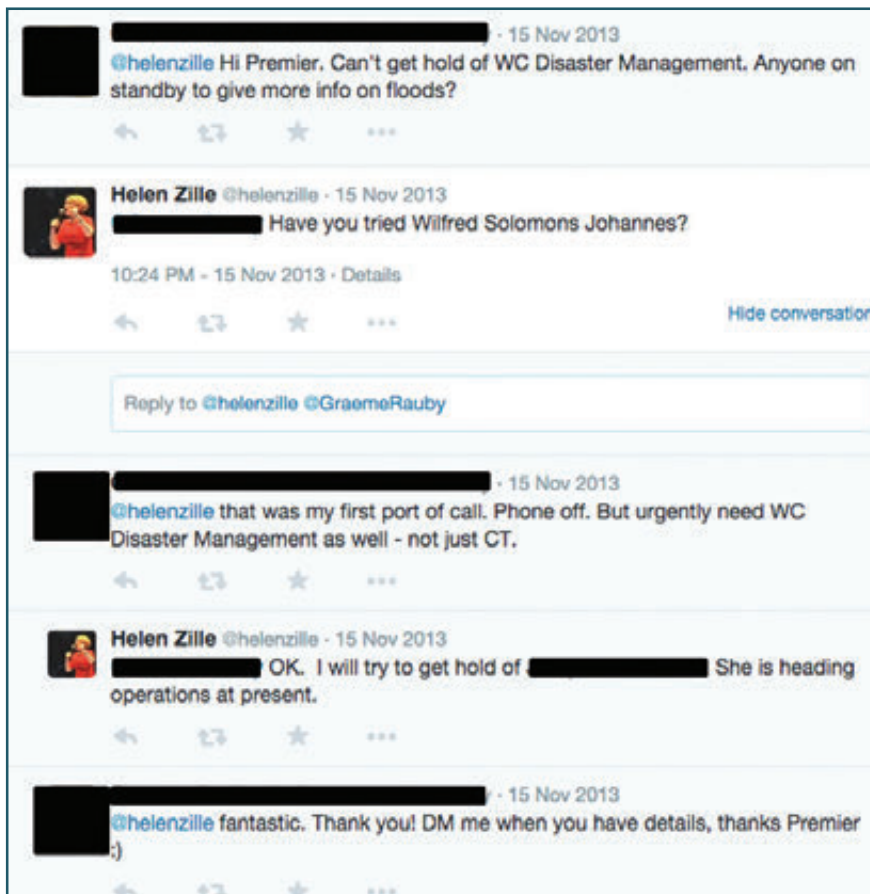 · 15 Nov 2013
@helenzille Hi Premier. Can't get hold of WC Disaster Management. Anyone on
standby to give more info on floods?
Helen Zille @helenzille · 15 Nov 2013
Have you tried Wilfred Solomons Johannes?
10:24 PM - 15 Nov 2013 · Details
Hide conversation
Reply to @helenzille @GraemeRauby
· 15 Nov 2013
@helenzille that was my first port of call. Phone off. But urgently need WC
Disaster Management as well - not just CT.
Helen Zille @helenzille · 15 Nov 2013
OK. I will try to get hold of She is heading
operations at present.
· 15 Nov 2013
@helenzille fantastic. Thank you! DM me when you have details, thanks Premier
:)